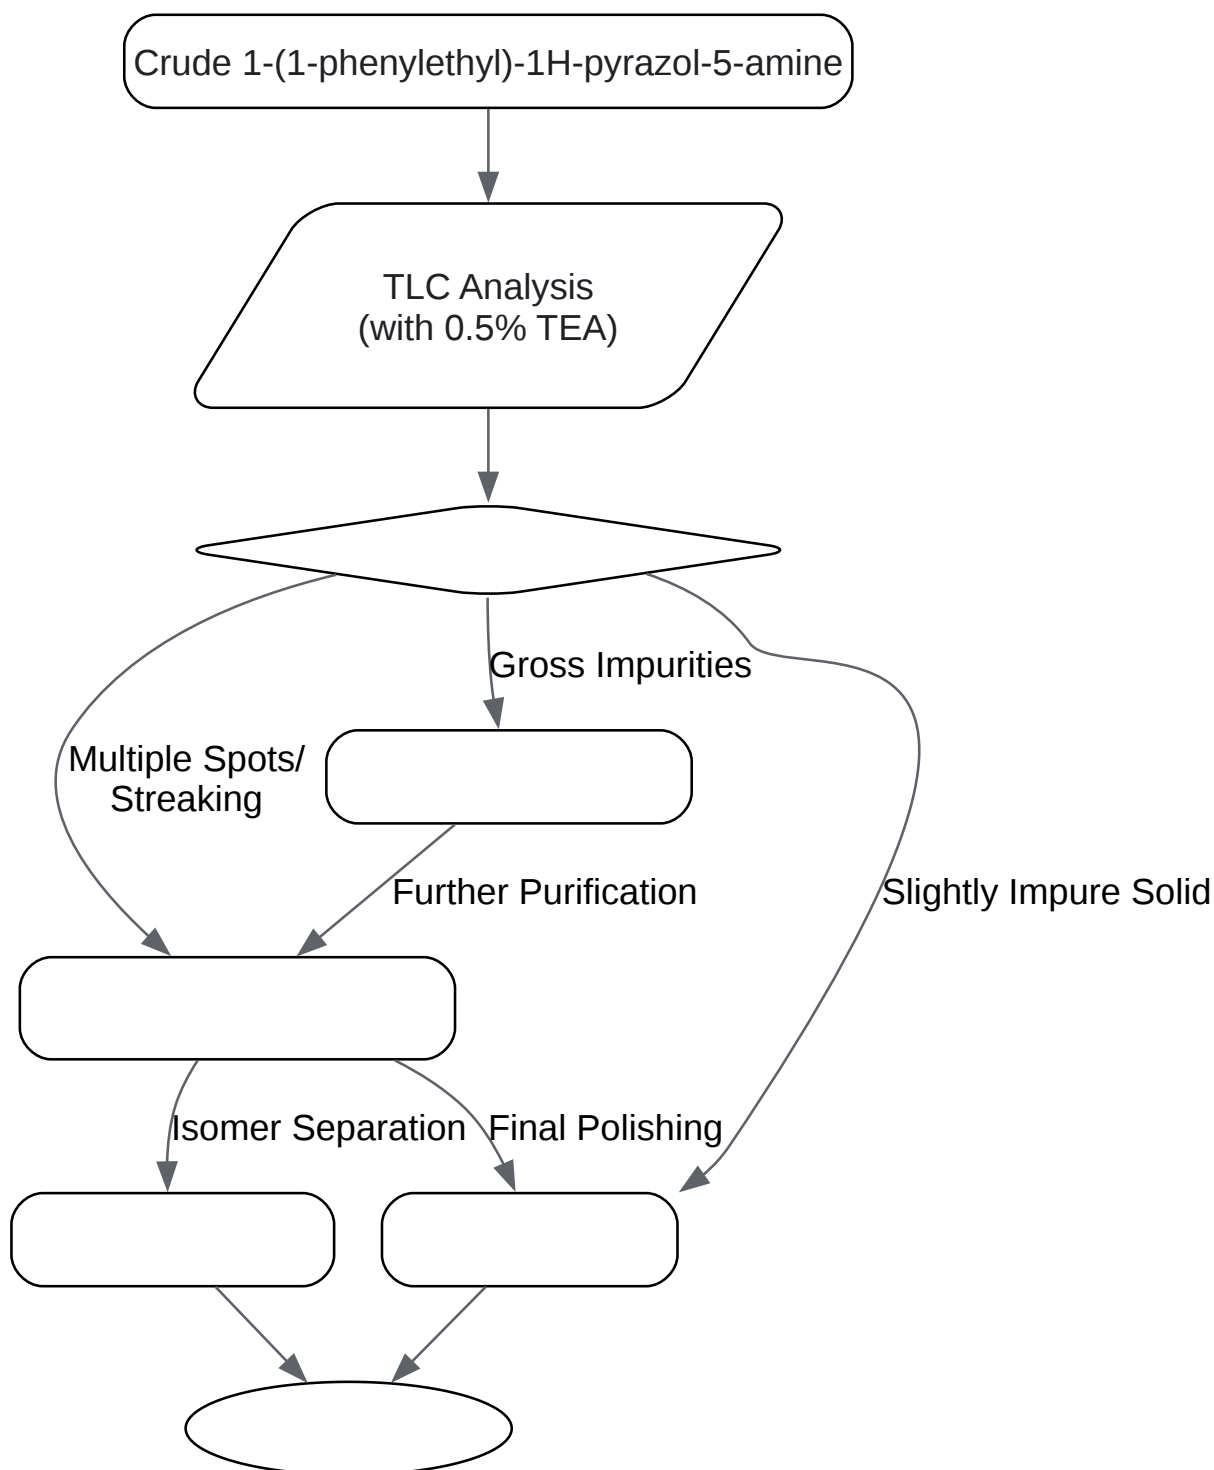 Crude 1-(1-phenylethyl)-1H-pyrazol-5-amine
TLC Analysis
(with 0.5% TEA)
Gross Impurities
Multiple Spots/
Streaking
Further Purification
Slightly Impure Solid
Isomer Separation
Final Polishing